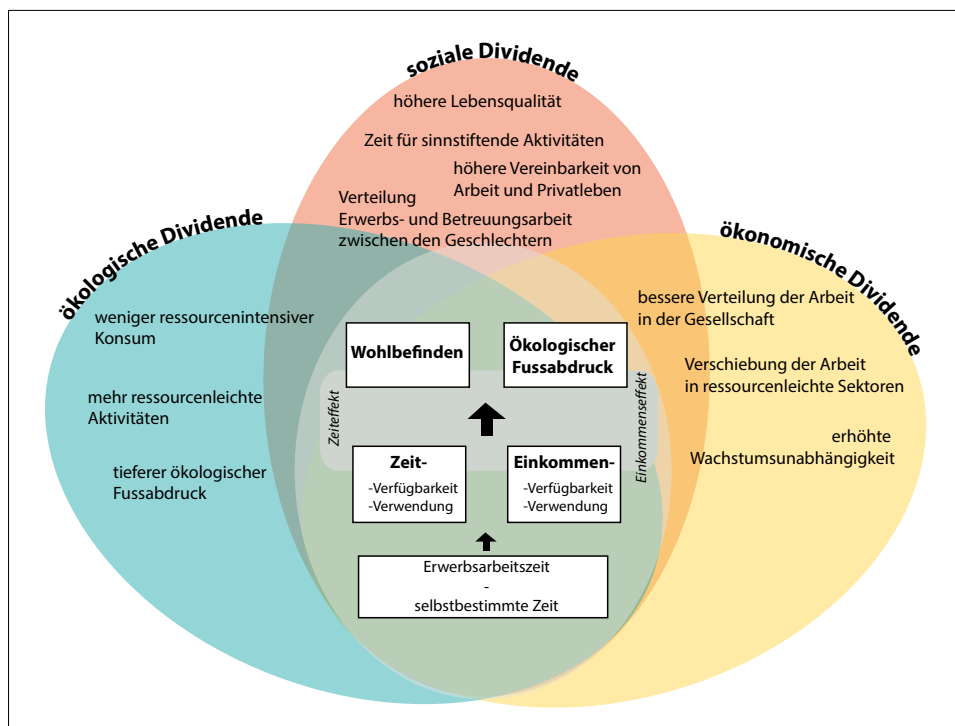 soziale Dividende
höhere Lebensqualität
Zeit für sinnstiftende Aktivitäten
höhere Vereinbarkeit von
Arbeit und Privatleben
Verteilung
Erwerbs- und Betreuungsarbeit
zwischen den Geschlechtern
ökologische Dividende
weniger ressourcenintensiver
Konsum
mehr ressourcenleichte
Aktivitäten
tieferer ökologischer
Fussabdruck
ökonomische Dividende
bessere Verteilung der Arbeit
in der Gesellschaft
Verschiebung der Arbeit
in ressourcenleichte Sektoren
erhöhte
Wachstumsunabhängigkeit
Wohlbefinden
Ökologischer
Fussabdruck
Zeiteffekt
Einkommenseffekt
Zeit-
-Verfügbarkeit
-Verwendung
Einkommen-
-Verfügbarkeit
-Verwendung
Erwerbsarbeitszeit
-
selbstbestimmte Zeit